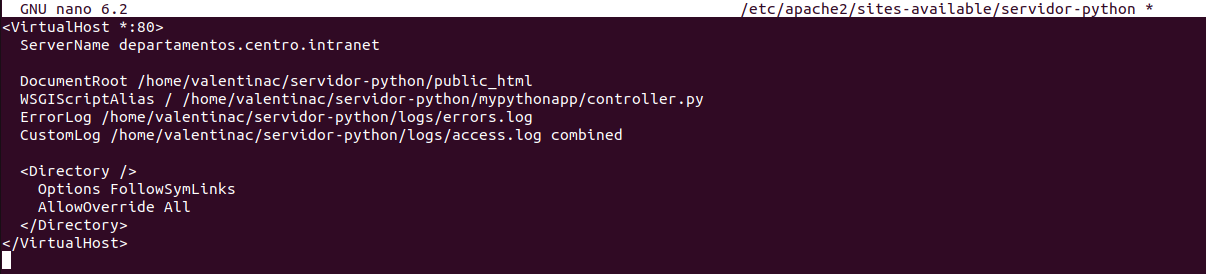 GNU nano 6.2 /etc/apache2/sites-available/servidor-python *
<VirtualHost *:80>
  ServerName departamentos.centro.intranet

  DocumentRoot /home/valentinac/servidor-python/public_html
  WSGIScriptAlias / /home/valentinac/servidor-python/mypythonapp/controller.py
  ErrorLog /home/valentinac/servidor-python/logs/errors.log
  CustomLog /home/valentinac/servidor-python/logs/access.log combined

  <Directory />
    Options FollowSymLinks
    AllowOverride All
  </Directory>
</VirtualHost>